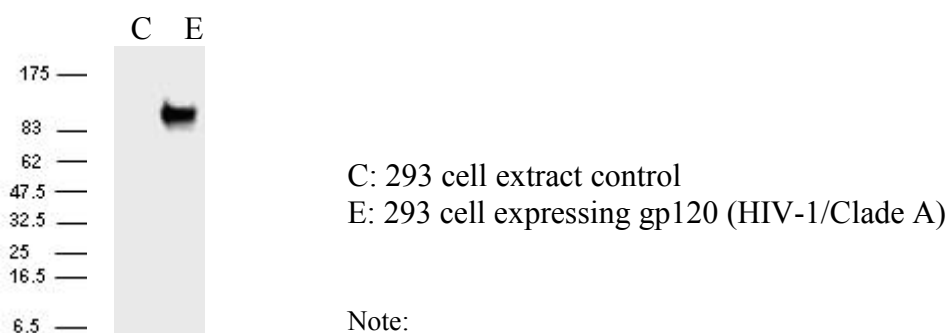 C E
175
83
62
47.5
32.5
25
16.5
6.5
C: 293 cell extract control
E: 293 cell expressing gp120 (HIV-1/Clade A)
Note: